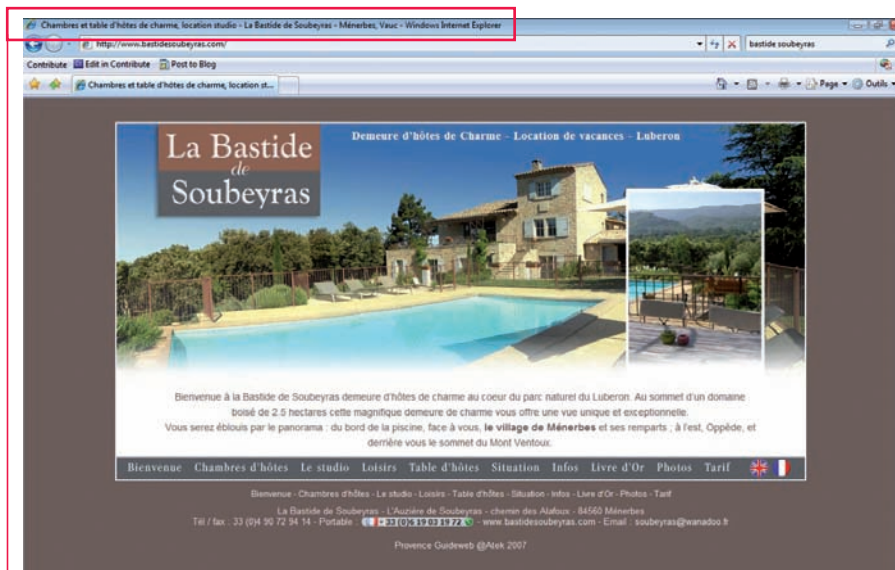 Chambres et table d'hôtes de charme, location studio - La Bastide de Soubeyras - Ménerbes, Vauc - Windows Internet Explorer
http://www.bastidesoubeyras.com/
bastide soubeyras
Contribute Edit in Contribute Post to Blog
Chambres et table d'hôtes de charme, location st...
Page Outils
La Bastide
de
Soubeyras
Demeure d'hôtes de Charme - Location de vacances - Luberon
Bienvenue à la Bastide de Soubeyras demeure d'hôtes de charme au coeur du parc naturel du Luberon. Au sommet d'un domaine
boisé de 2.5 hectares cette magnifique demeure de charme vous offre une vue unique et exceptionnelle.
Vous serez éblouis par le panorama : du bord de la piscine, face à vous, le village de Ménerbes et ses remparts ; à l'est, Oppède, et
derrière vous le sommet du Mont Ventoux.
Bienvenue Chambres d'hôtes Le studio Loisirs Table d'hôtes Situation Infos Livre d'Or Photos Tarif
Bienvenue - Chambres d'hôtes - Le studio - Loisirs - Table d'hôtes - Situation - Infos - Livre d'Or - Photos - Tarif
La Bastide de Soubeyras - L'Auzière de Soubeyras - chemin des Alafoux - 84560 Ménerbes
Tél / fax : 33 (0)4 90 72 94 14 - Portable : +33 (0)6 19 03 19 72 - www.bastidesoubeyras.com - Email : soubeyras@wanadoo.fr
Provence Guideweb @Atek 2007